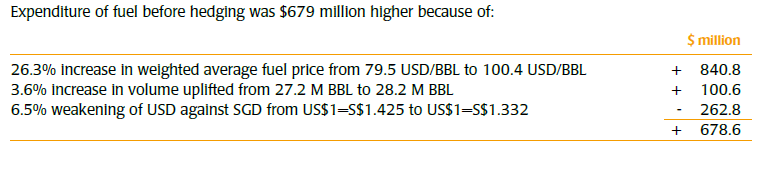 Expenditure of fuel before hedging was $679 million higher because of:
$ million
26.3% increase in weighted average fuel price from 79.5 USD/BBL to 100.4 USD/BBL + 840.8
3.6% increase in volume uplifted from 27.2 M BBL to 28.2 M BBL + 100.6
6.5% weakening of USD against SGD from US$1=S$1.425 to US$1=S$1.332 - 262.8
+ 678.6